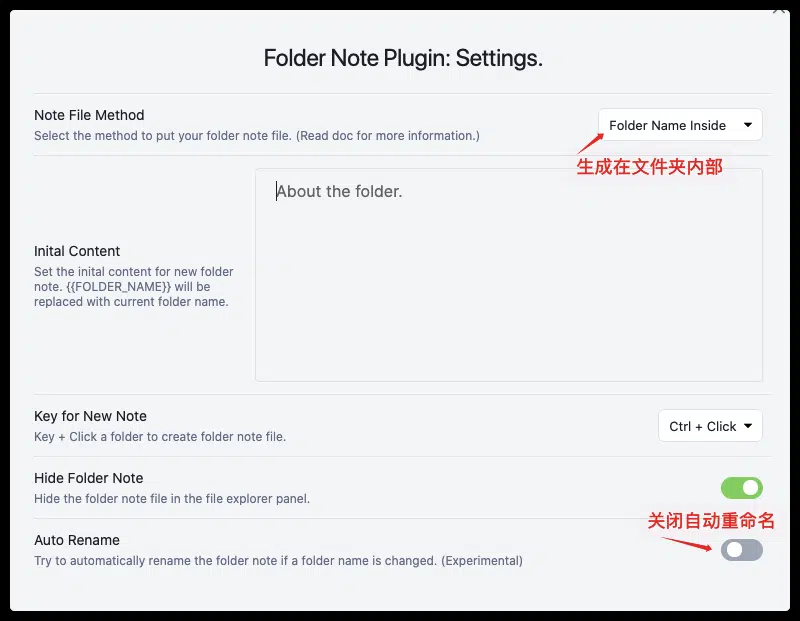 Folder Note Plugin: Settings.
Note File Method
Select the method to put your folder note file. (Read doc for more information.)
Folder Name Inside
生成在文件夹内部
About the folder.
Inital Content
Set the inital content for new folder
note. {{FOLDER_NAME}} will be
replaced with current folder name.
Key for New Note
Key + Click a folder to create folder note file.
Ctrl + Click
Hide Folder Note
Hide the folder note file in the file explorer panel.
关闭自动重命名
Auto Rename
Try to automatically rename the folder note if a folder name is changed. (Experimental)